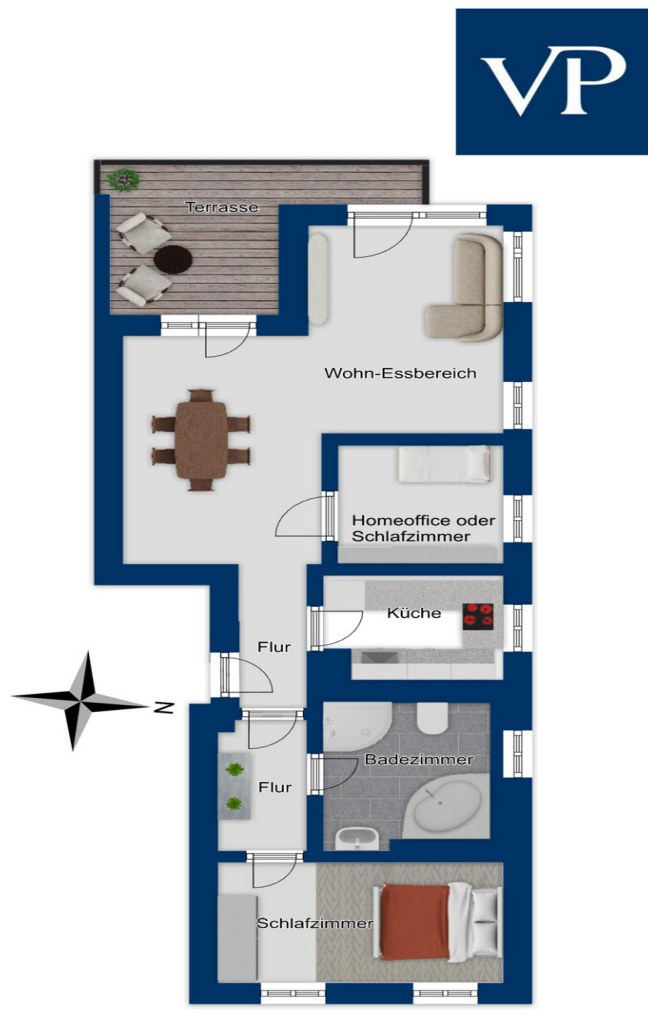 VP
Terrasse
Wohn-Essbereich
Homeoffice oder
Schlafzimmer
Küche
Flur
N
Badezimmer
Flur
Schlafzimmer